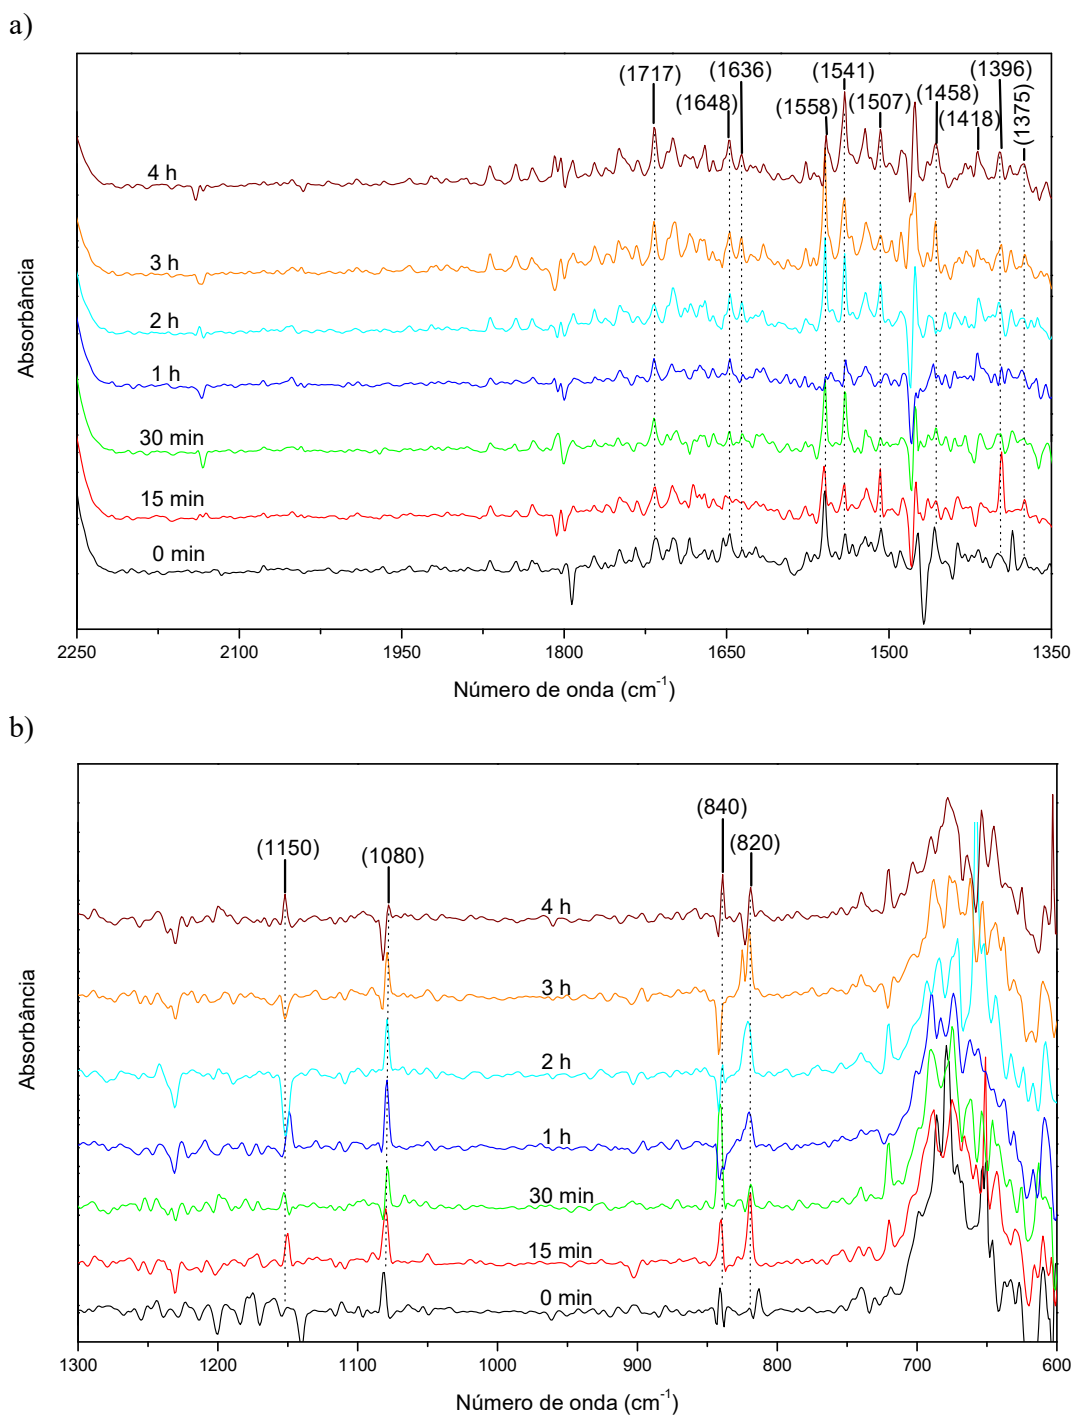 a)
(1717)
(1636)
(1541)
(1396)
(1648)
(1558)
(1507)
(1458)
(1418)
(1375)
4 h
3 h
2 h
1 h
30 min
15 min
0 min
Absorbância
2250
2100
1950
1800
1650
1500
1350
Número de onda (cm⁻¹)
b)
(840)
(820)
(1150)
(1080)
4 h
3 h
2 h
1 h
30 min
15 min
0 min
Absorbância
1300
1200
1100
1000
900
800
700
600
Número de onda (cm⁻¹)